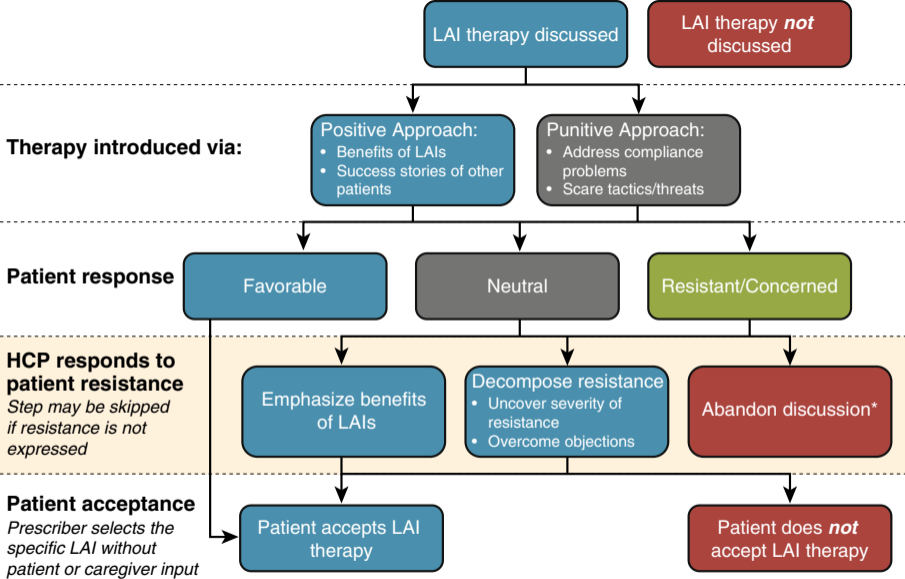 LAI therapy discussed
LAI therapy not
discussed
Therapy introduced via:
Positive Approach:
• Benefits of LAIs
• Success stories of other
patients
Punitive Approach:
• Address compliance
problems
• Scare tactics/threats
Patient response
Favorable
Neutral
Resistant/Concerned
HCP responds to
patient resistance
Step may be skipped
if resistance is not
expressed
Emphasize benefits
of LAIs
Decompose resistance
• Uncover severity of
resistance
• Overcome objections
Abandon discussion*
Patient acceptance
Prescriber selects the
specific LAI without
patient or caregiver input
Patient accepts LAI
therapy
Patient does not
accept LAI therapy